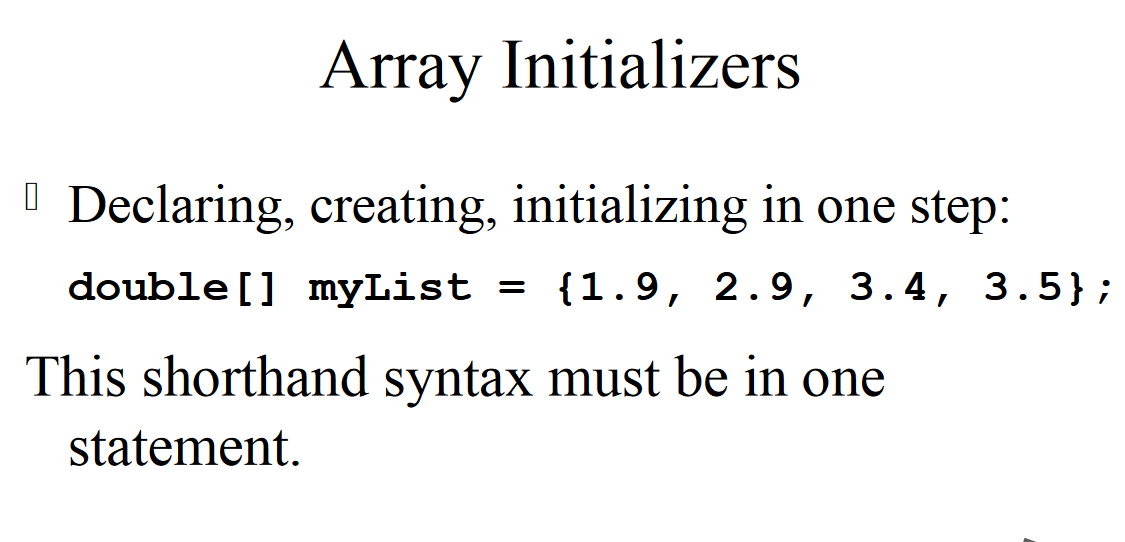 Array Initializers
Declaring, creating, initializing in one step:
double[] myList = {1.9, 2.9, 3.4, 3.5};
This shorthand syntax must be in one
statement.